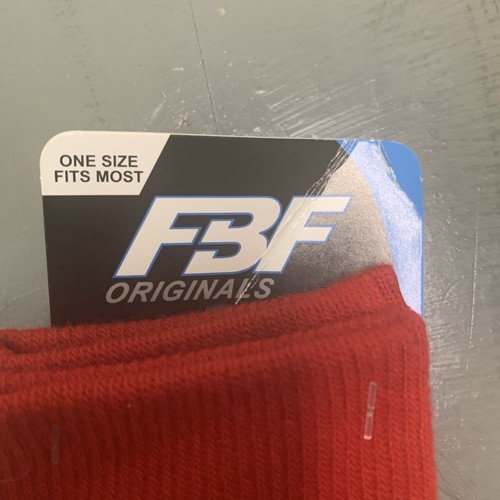 ONE SIZE
FITS MOST
FBF
ORIGINALS